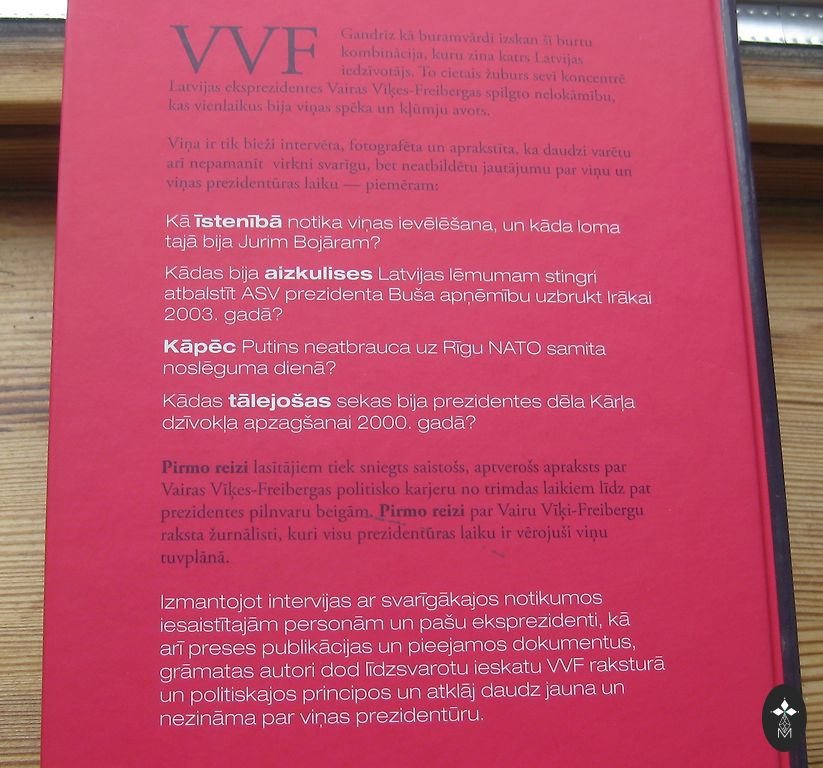 VVF
Gandrīz kā buramvārdi izskan šī burtu
kombinācija, kuru zina katrs Latvijas
iedzīvotājs. To cietais žuburs sevī koncentrē
Latvijas eksprezidentes Vairas Vīķes-Freibergas spilgto nelokāmību,
kas vienlaikus bija viņas spēka un kļūmju avots.
Viņa ir tik bieži intervēta, fotografēta un aprakstīta, ka daudzi varētu
arī nepamanīt virkni svarīgu, bet neatbildētu jautājumu par viņu un
viņas prezidentūras laiku — piemēram:
Kā īstenībā notika viņas ievēlēšana, un kāda loma
tajā bija Jurim Bojāram?
Kādas bija aizkulises Latvijas lēmumam stingri
atbalstīt ASV prezidenta Buša apņēmību uzbrukt Irākai
2003. gadā?
Kāpēc Putins neatbrauca uz Rīgu NATO samita
noslēguma dienā?
Kādas tālejošas sekas bija prezidentes dēla Kārļa
dzīvokļa apzagšanai 2000. gadā?
Pirmo reizi lasītājiem tiek sniegts saistošs, aptverošs apraksts par
Vairas Vīķes-Freibergas politisko karjeru no trimdas laikiem līdz pat
prezidentes pilnvaru beigām. Pirmo reizi par Vairu Vīķi-Freibergu
raksta žurnālisti, kuri visu prezidentūras laiku ir vērojuši viņu
tuvplānā.
Izmantojot intervijas ar svarīgākajos notikumos
iesaistītajām personām un pašu eksprezidenti, kā
arī preses publikācijas un pieejamos dokumentus,
grāmatas autori dod līdzsvarotu ieskatu VVF raksturā
un politiskajos principos un atklāj daudz jauna un
nezināma par viņas prezidentūru.